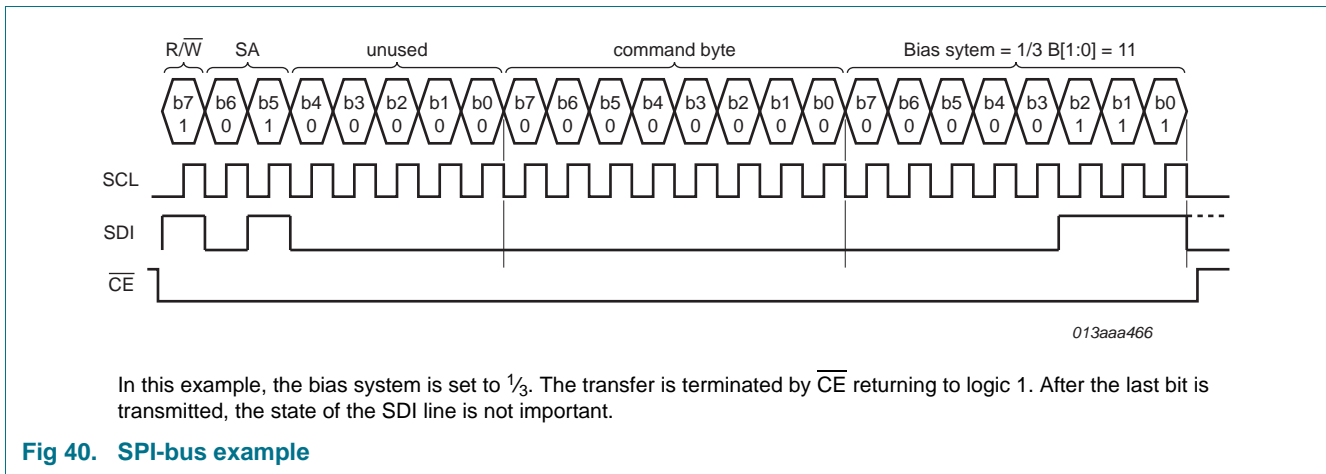 R/W SA unused command byte Bias sytem = 1/3 B[1:0] = 11
b7 b6 b5 b4 b3 b2 b1 b0 b7 b6 b5 b4 b3 b2 b1 b0 b7 b6 b5 b4 b3 b2 b1 b0
1 0 1 0 0 0 0 0 0 0 0 0 0 0 0 0 0 0 0 0 0 1 1 1
SCL
SDI
CE
013aaa466
In this example, the bias system is set to 1⁄3. The transfer is terminated by CE returning to logic 1. After the last bit is
transmitted, the state of the SDI line is not important.
Fig 40. SPI-bus example